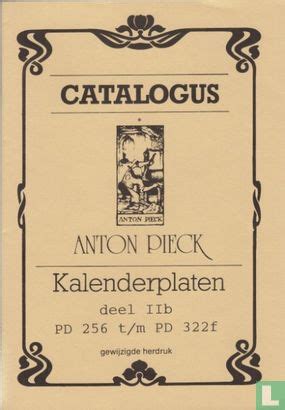 CATALOGUS
ANTON PIECK
ANTON PIECK
Kalenderplaten
deel IIb
PD 256 t/m PD 322f
gewijzigde herdruk
L